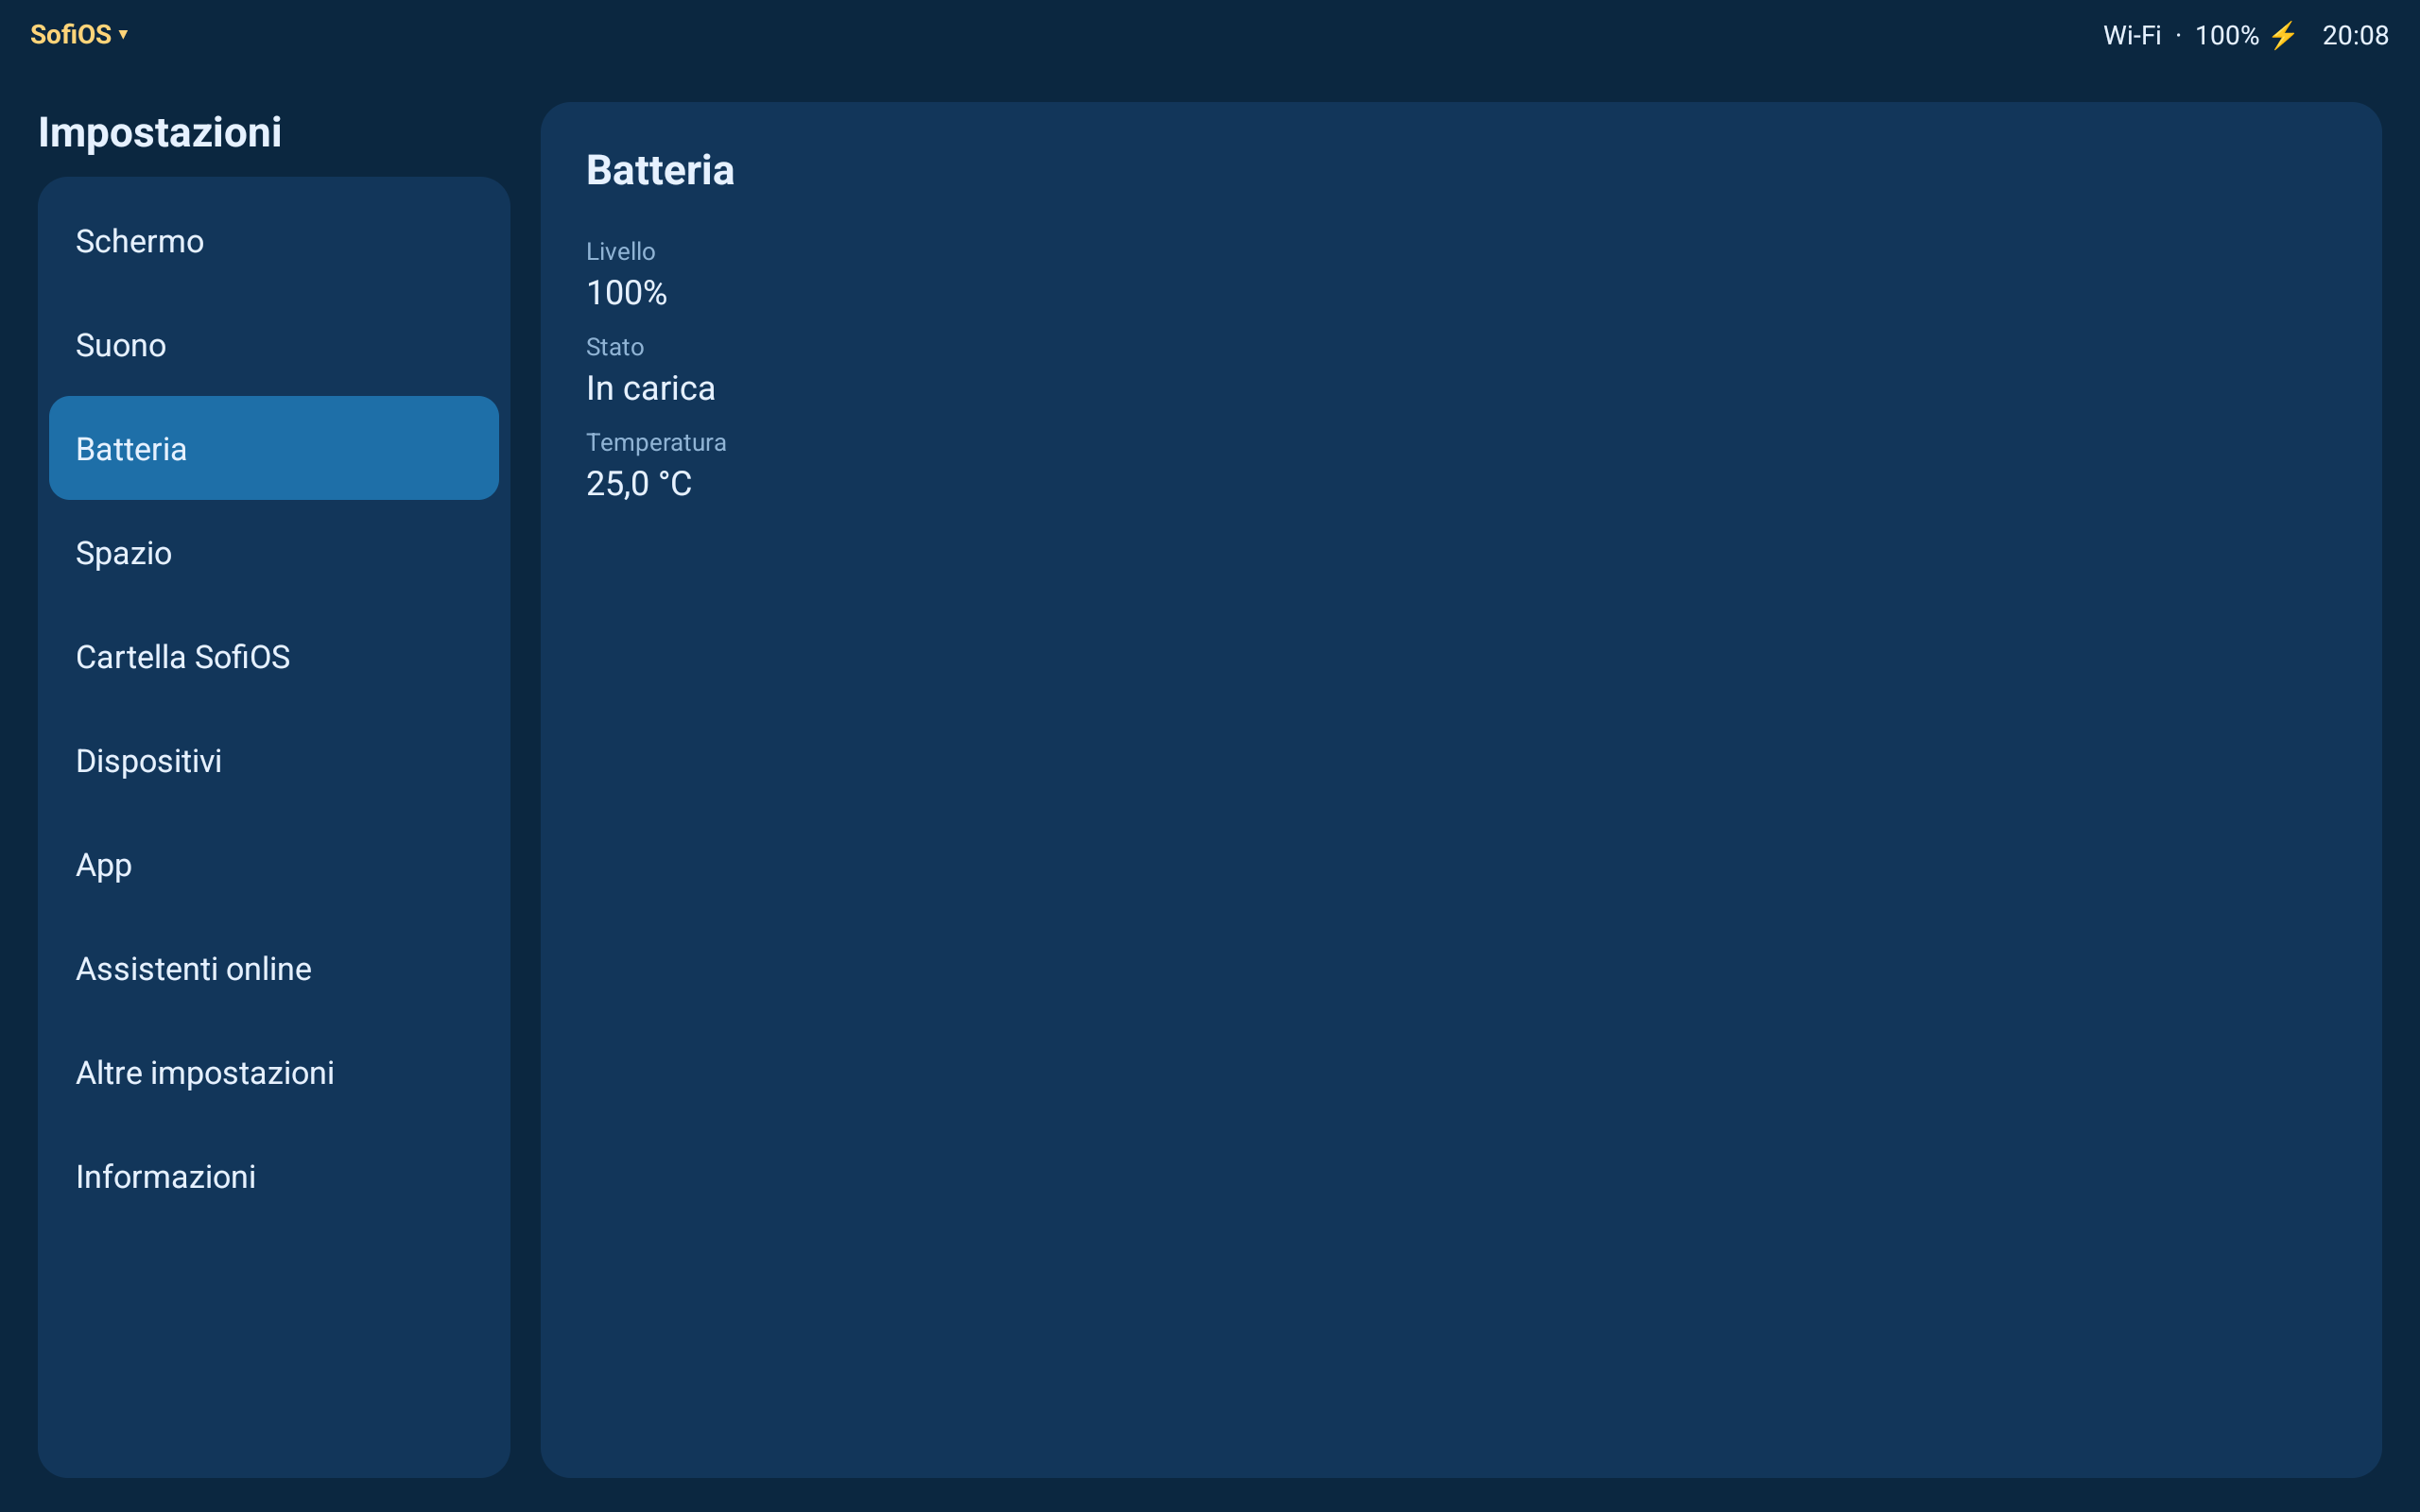 SofiOS ▾
Wi-Fi · 100% ⚡ 20:08
Impostazioni
Schermo
Suono
Batteria
Spazio
Cartella SofiOS
Dispositivi
App
Assistenti online
Altre impostazioni
Informazioni
Batteria
Livello
100%
Stato
In carica
Temperatura
25,0 °C